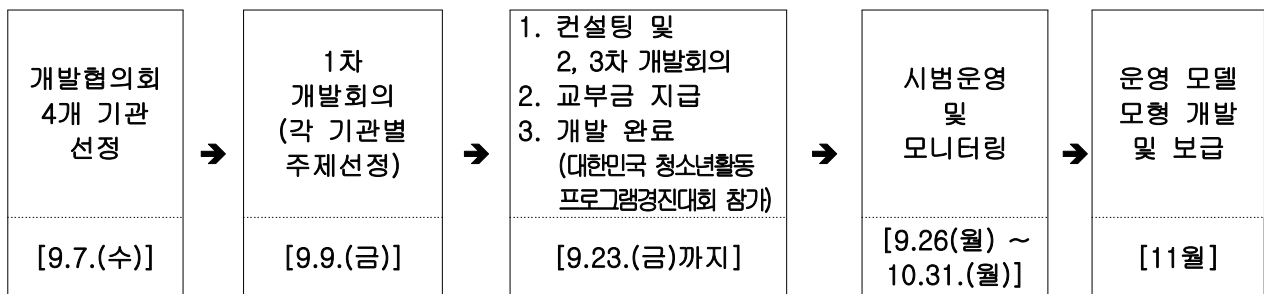 개발협의회
4개 기관
선정
[9.7.(수)]
➔
1차
개발회의
(각 기관별
주제선정)
[9.9.(금)]
➔
1. 컨설팅 및
2, 3차 개발회의
2. 교부금 지급
3. 개발 완료
(대한민국 청소년활동
프로그램경진대회 참가)
[9.23.(금)까지]
➔
시범운영
및
모니터링
[9.26(월) ~
10.31.(월)]
➔
운영 모델
모형 개발
및 보급
[11월]